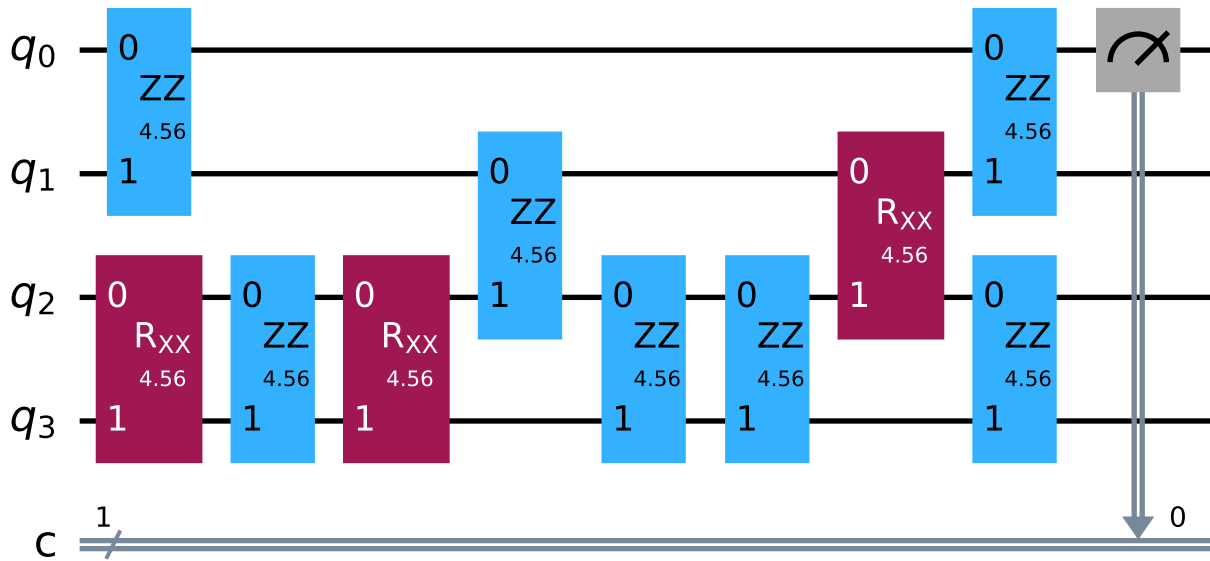 q0 0 ZZ 4.56 1 0 ZZ 4.56 1
q1 0 ZZ 4.56 1 0 RXX 4.56 1
q2 0 RXX 4.56 1 0 ZZ 4.56 1 0 RXX 4.56 1 0 ZZ 4.56 1 0 ZZ 4.56 1 0 ZZ 4.56 1
q3
c 1 0